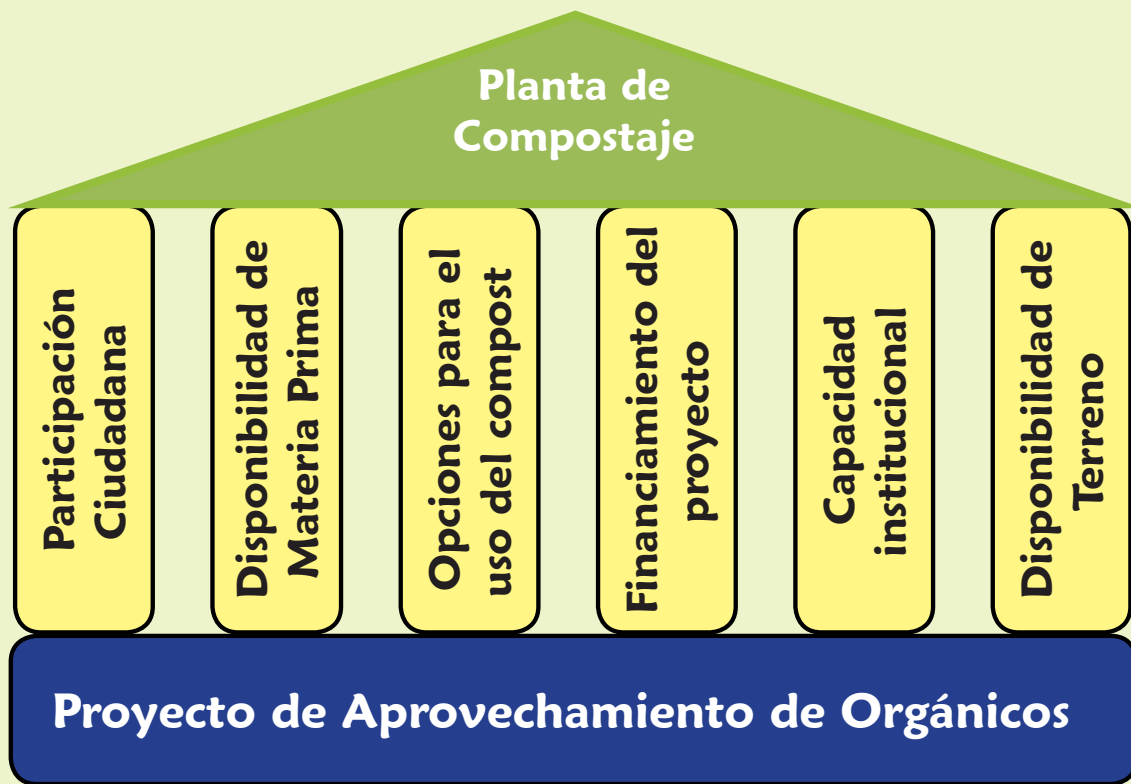 Planta de
Compostaje
Participación
Ciudadana
Disponibilidad de
Materia Prima
Opciones para el
uso del compost
Financiamiento del
proyecto
Capacidad
institucional
Disponibilidad de
Terreno
Proyecto de Aprovechamiento de Orgánicos